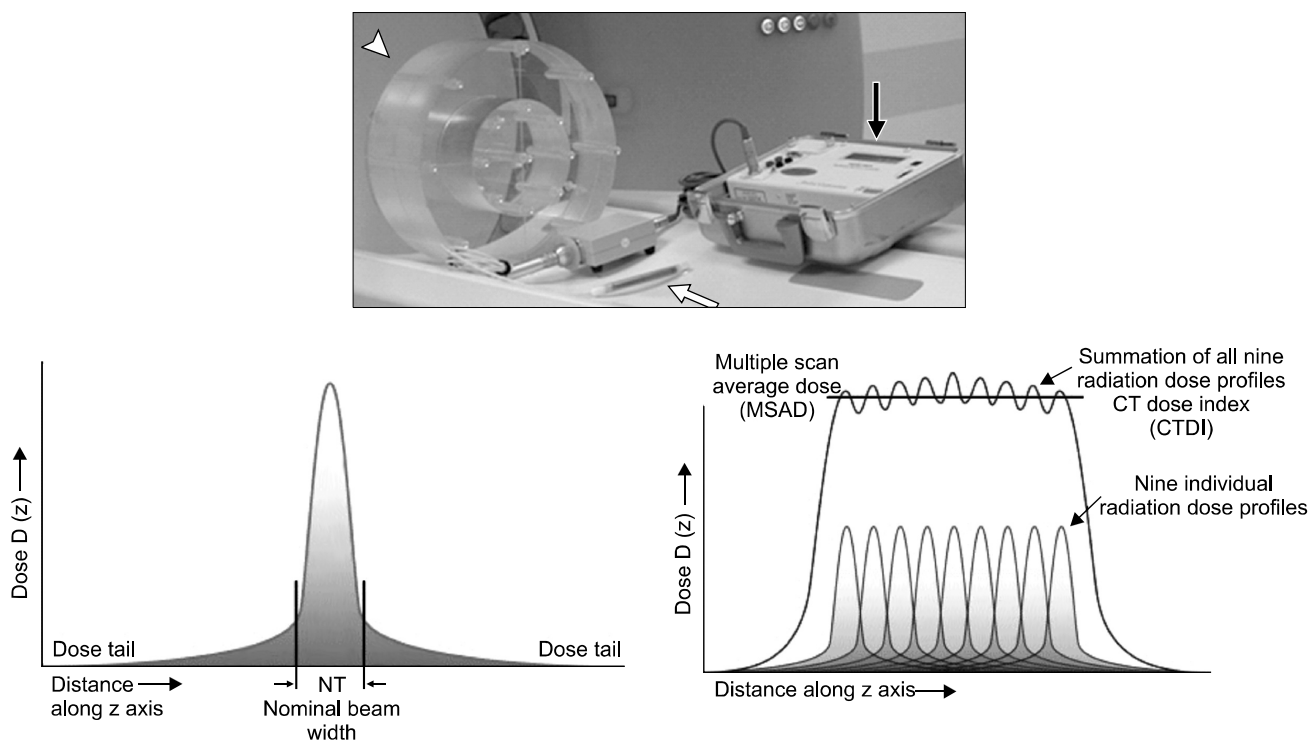 Dose D (z)
Dose tail
Dose tail
Distance
along z axis
NT
Nominal beam
width
Multiple scan
average dose
(MSAD)
Summation of all nine
radiation dose profiles
CT dose index
(CTDI)
Nine individual
radiation dose profiles
Dose D (z)
Distance along z axis